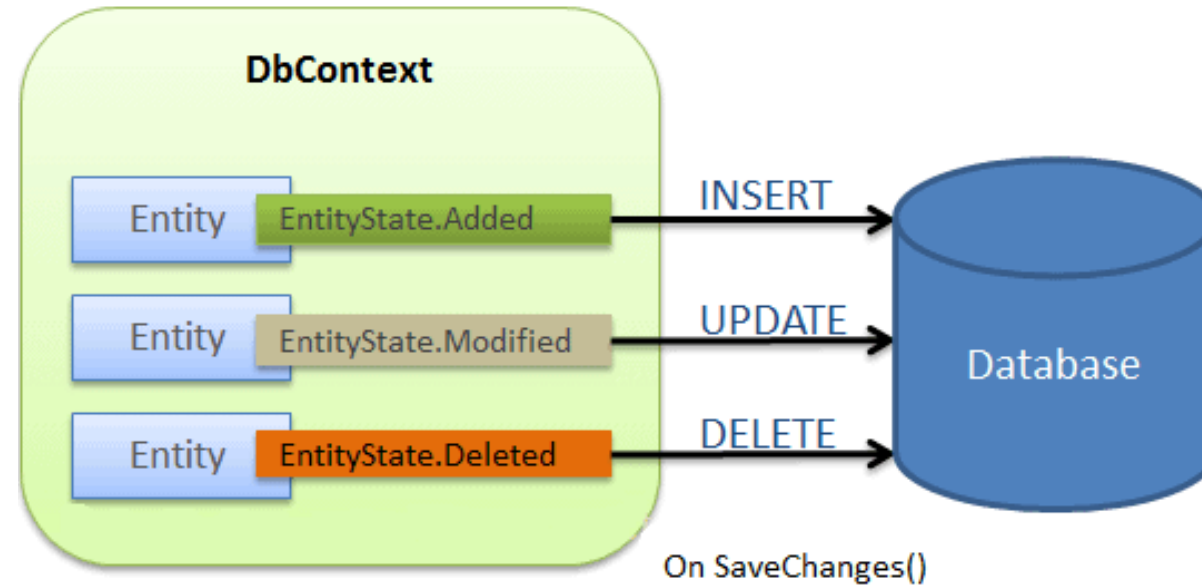 DbContext
Entity
EntityState.Added
INSERT
Entity
EntityState.Modified
UPDATE
Database
Entity
EntityState.Deleted
DELETE
On SaveChanges()